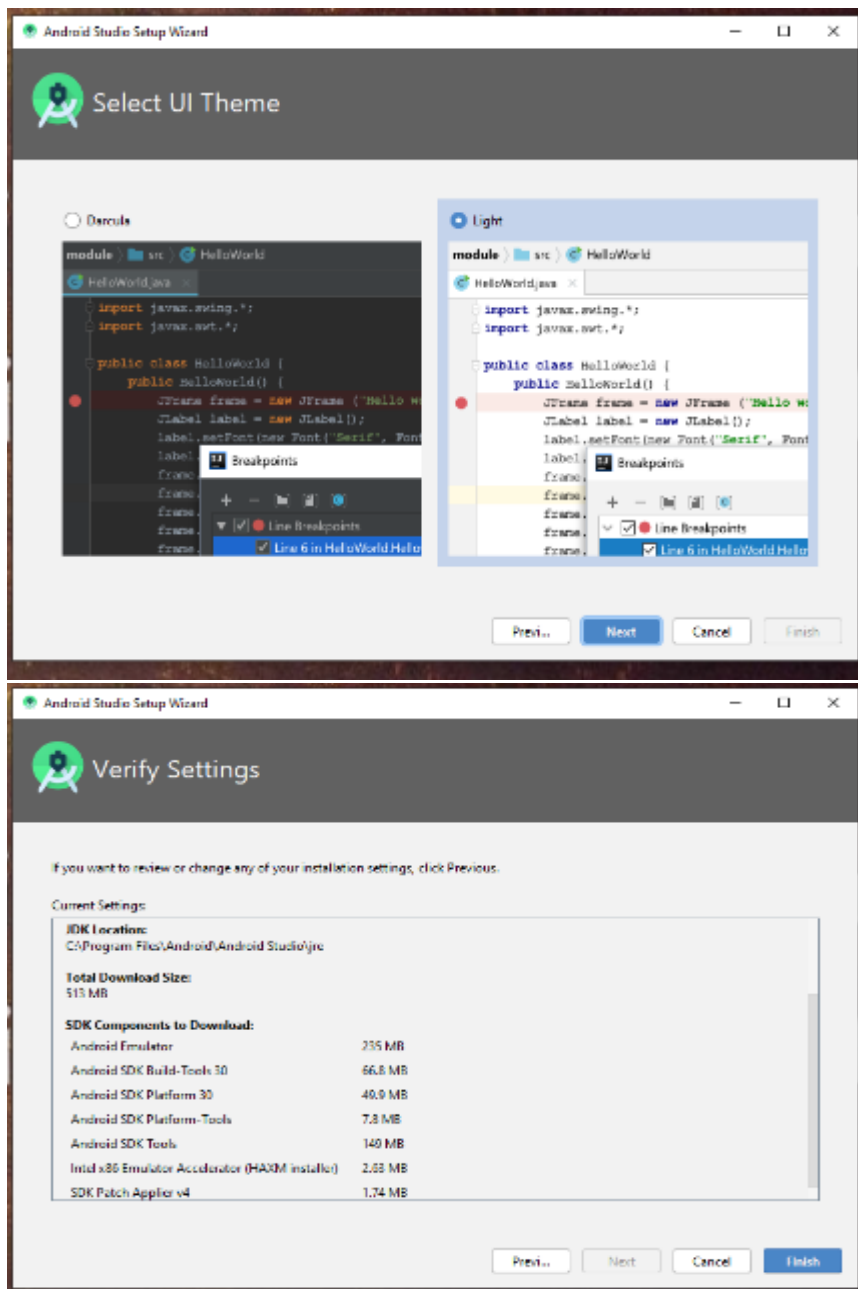 Android Studio Setup Wizard
Select UI Theme
Darcula
module src HelloWorld
HelloWorld.java
import javax.swing.*;
import javax.awt.*;
public class HelloWorld {
public HelloWorld() {
JFrame frame = new JFrame ("Hello wo
JLabel label = new JLabel();
label.setFont(new Font("Serif", Font
label.
frame
frame.
frame.
frame.
frame.
Breakpoints
Line Breakpoints
Line 6 in HelloWorld.Hello
Light
module src HelloWorld
HelloWorld.java
import javax.swing.*;
import javax.awt.*;
public class HelloWorld {
public HelloWorld() {
JFrame frame = new JFrame ("Hello wo
JLabel label = new JLabel();
label.setFont(new Font("Serif", Font
label.
frame.
frame.
frame.
frame.
frame.
Breakpoints
Line Breakpoints
Line 6 in HelloWorld.Hello
Previ... Next Cancel Finish
Android Studio Setup Wizard
Verify Settings
If you want to review or change any of your installation settings, click Previous.
Current Settings:
JDK Location:
C:\Program Files\Android\Android Studio\jre
Total Download Size:
513 MB
SDK Components to Download:
Android Emulator 235 MB
Android SDK Build-Tools 30 66.8 MB
Android SDK Platform 30 49.9 MB
Android SDK Platform-Tools 7.8 MB
Android SDK Tools 149 MB
Intel x86 Emulator Accelerator (HAXM installer) 2.63 MB
SDK Patch Applier v4 1.74 MB
Previ... Next Cancel Finish